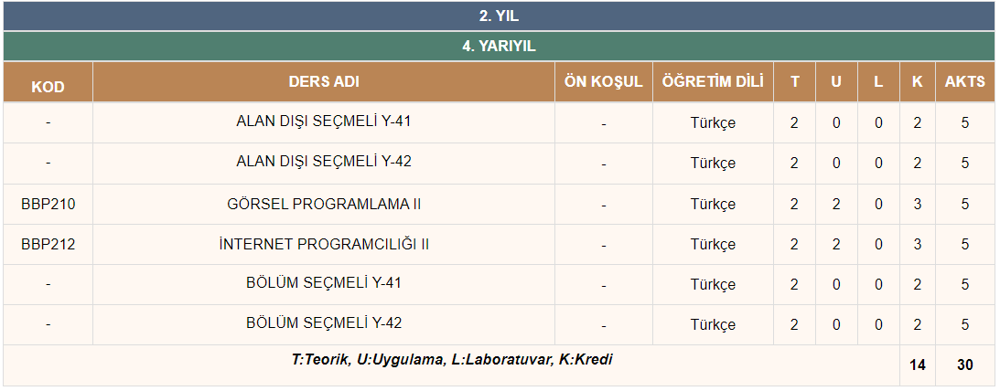 2. YIL
4. YARIYIL
KOD DERS ADI ÖN KOŞUL ÖĞRETİM DİLİ T U L K AKTS
- ALAN DIŞI SEÇMELİ Y-41 - Türkçe 2 0 0 2 5
- ALAN DIŞI SEÇMELİ Y-42 - Türkçe 2 0 0 2 5
BBP210 GÖRSEL PROGRAMLAMA II - Türkçe 2 2 0 3 5
BBP212 İNTERNET PROGRAMCILIĞI II - Türkçe 2 2 0 3 5
- BÖLÜM SEÇMELİ Y-41 - Türkçe 2 0 0 2 5
- BÖLÜM SEÇMELİ Y-42 - Türkçe 2 0 0 2 5
T:Teorik, U:Uygulama, L:Laboratuvar, K:Kredi 14 30